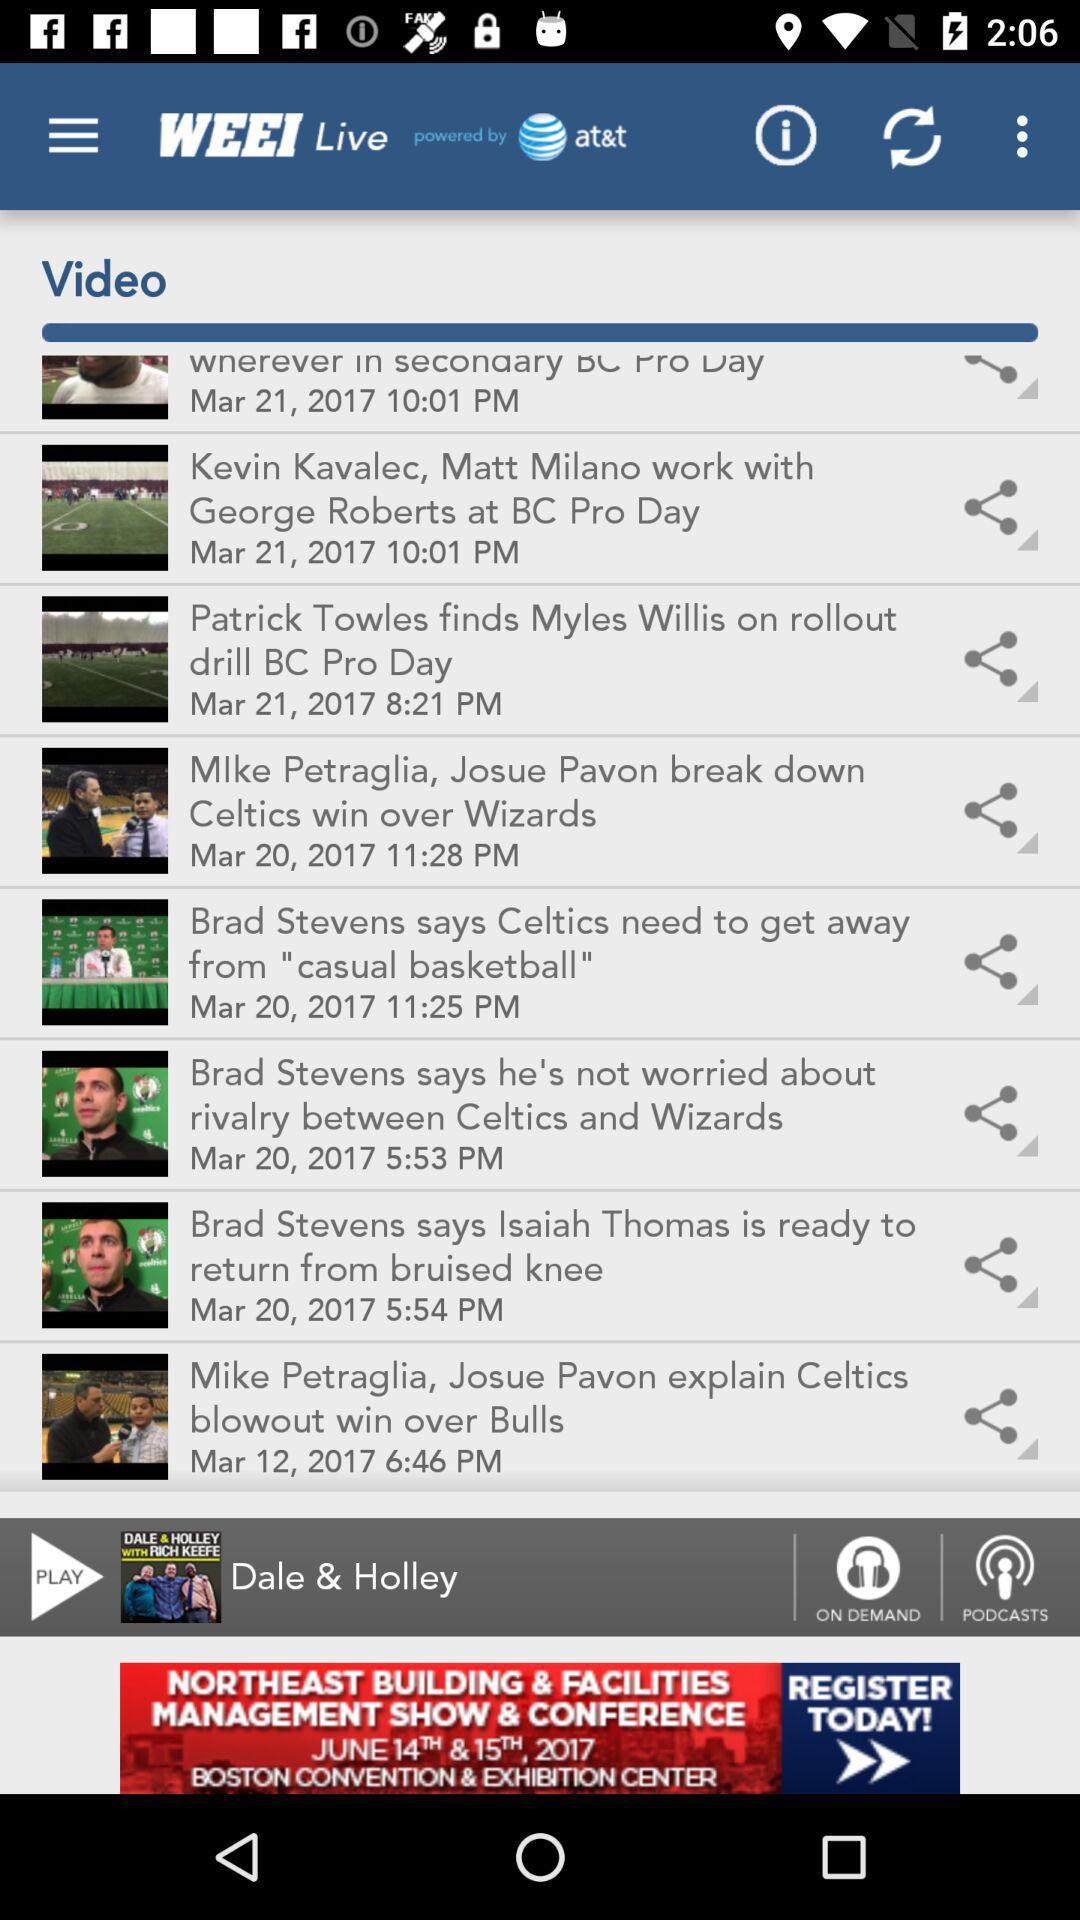 FAKE
2:06
WEEI Live powered by at&t
Video
wherever in secondary BC Pro Day
Mar 21, 2017 10:01 PM
Kevin Kavalec, Matt Milano work with
George Roberts at BC Pro Day
Mar 21, 2017 10:01 PM
Patrick Towles finds Myles Willis on rollout
drill BC Pro Day
Mar 21, 2017 8:21 PM
MIke Petraglia, Josue Pavon break down
Celtics win over Wizards
Mar 20, 2017 11:28 PM
Brad Stevens says Celtics need to get away
from "casual basketball"
Mar 20, 2017 11:25 PM
Brad Stevens says he's not worried about
rivalry between Celtics and Wizards
Mar 20, 2017 5:53 PM
Brad Stevens says Isaiah Thomas is ready to
return from bruised knee
Mar 20, 2017 5:54 PM
Mike Petraglia, Josue Pavon explain Celtics
blowout win over Bulls
Mar 12, 2017 6:46 PM
PLAY
DALE & HOLLEY
WITH RICH KEEFE
Dale & Holley
ON DEMAND
PODCASTS
NORTHEAST BUILDING & FACILITIES
MANAGEMENT SHOW & CONFERENCE
JUNE 14TH & 15TH, 2017
BOSTON CONVENTION & EXHIBITION CENTER
REGISTER
TODAY!